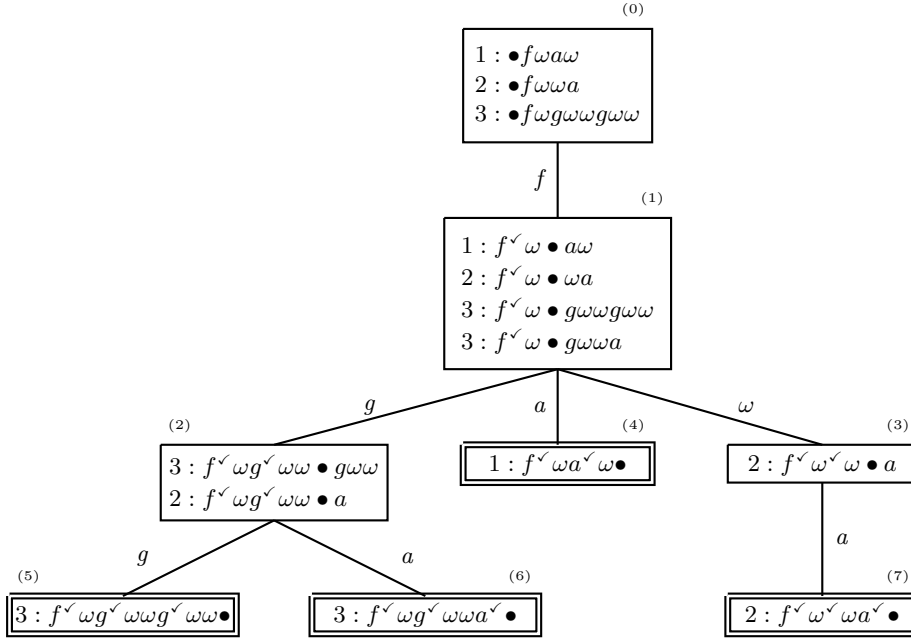 (0)
1 : •fωaω
2 : •fωωa
3 : •fωgωωgωω
f
(1)
1 : f✓ω • aω
2 : f✓ω • ωa
3 : f✓ω • gωωgωω
3 : f✓ω • gωωa
g
a
ω
(2)
(4)
(3)
3 : f✓ωg✓ωω • gωω
2 : f✓ωg✓ωω • a
1 : f✓ωa✓ω•
2 : f✓ω✓ω • a
g
a
a
(5)
(6)
(7)
3 : f✓ωg✓ωωg✓ωω•
3 : f✓ωg✓ωωa✓•
2 : f✓ω✓ωa✓•